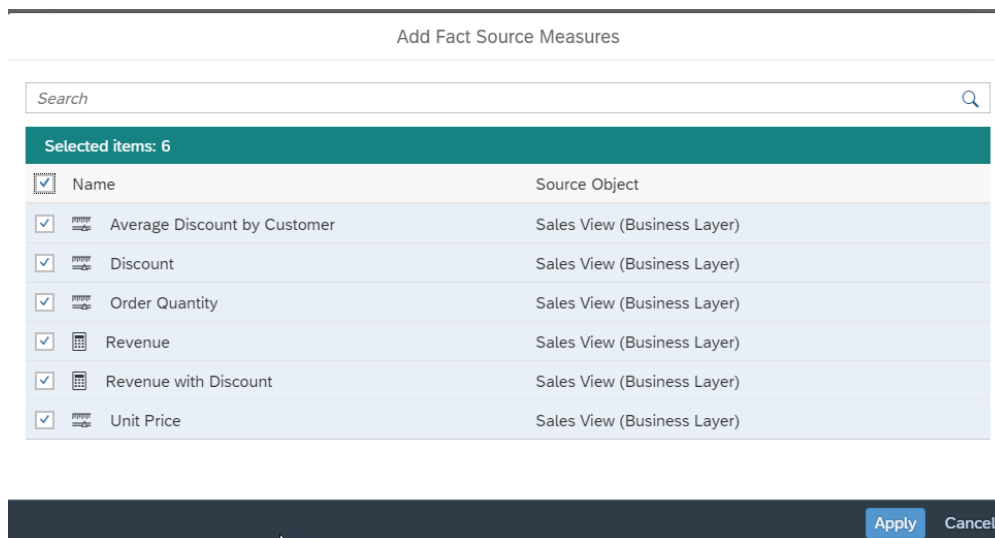 Add Fact Source Measures
Search
Selected items: 6
Name Source Object
Average Discount by Customer Sales View (Business Layer)
Discount Sales View (Business Layer)
Order Quantity Sales View (Business Layer)
Revenue Sales View (Business Layer)
Revenue with Discount Sales View (Business Layer)
Unit Price Sales View (Business Layer)
Apply Cancel